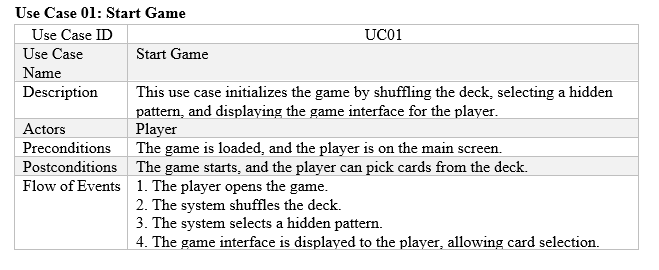 Use Case 01: Start Game
Use Case ID UC01
Use Case Start Game
Name
Description This use case initializes the game by shuffling the deck, selecting a hidden
pattern, and displaying the game interface for the player.
Actors Player
Preconditions The game is loaded, and the player is on the main screen.
Postconditions The game starts, and the player can pick cards from the deck.
Flow of Events 1. The player opens the game.
2. The system shuffles the deck.
3. The system selects a hidden pattern.
4. The game interface is displayed to the player, allowing card selection.